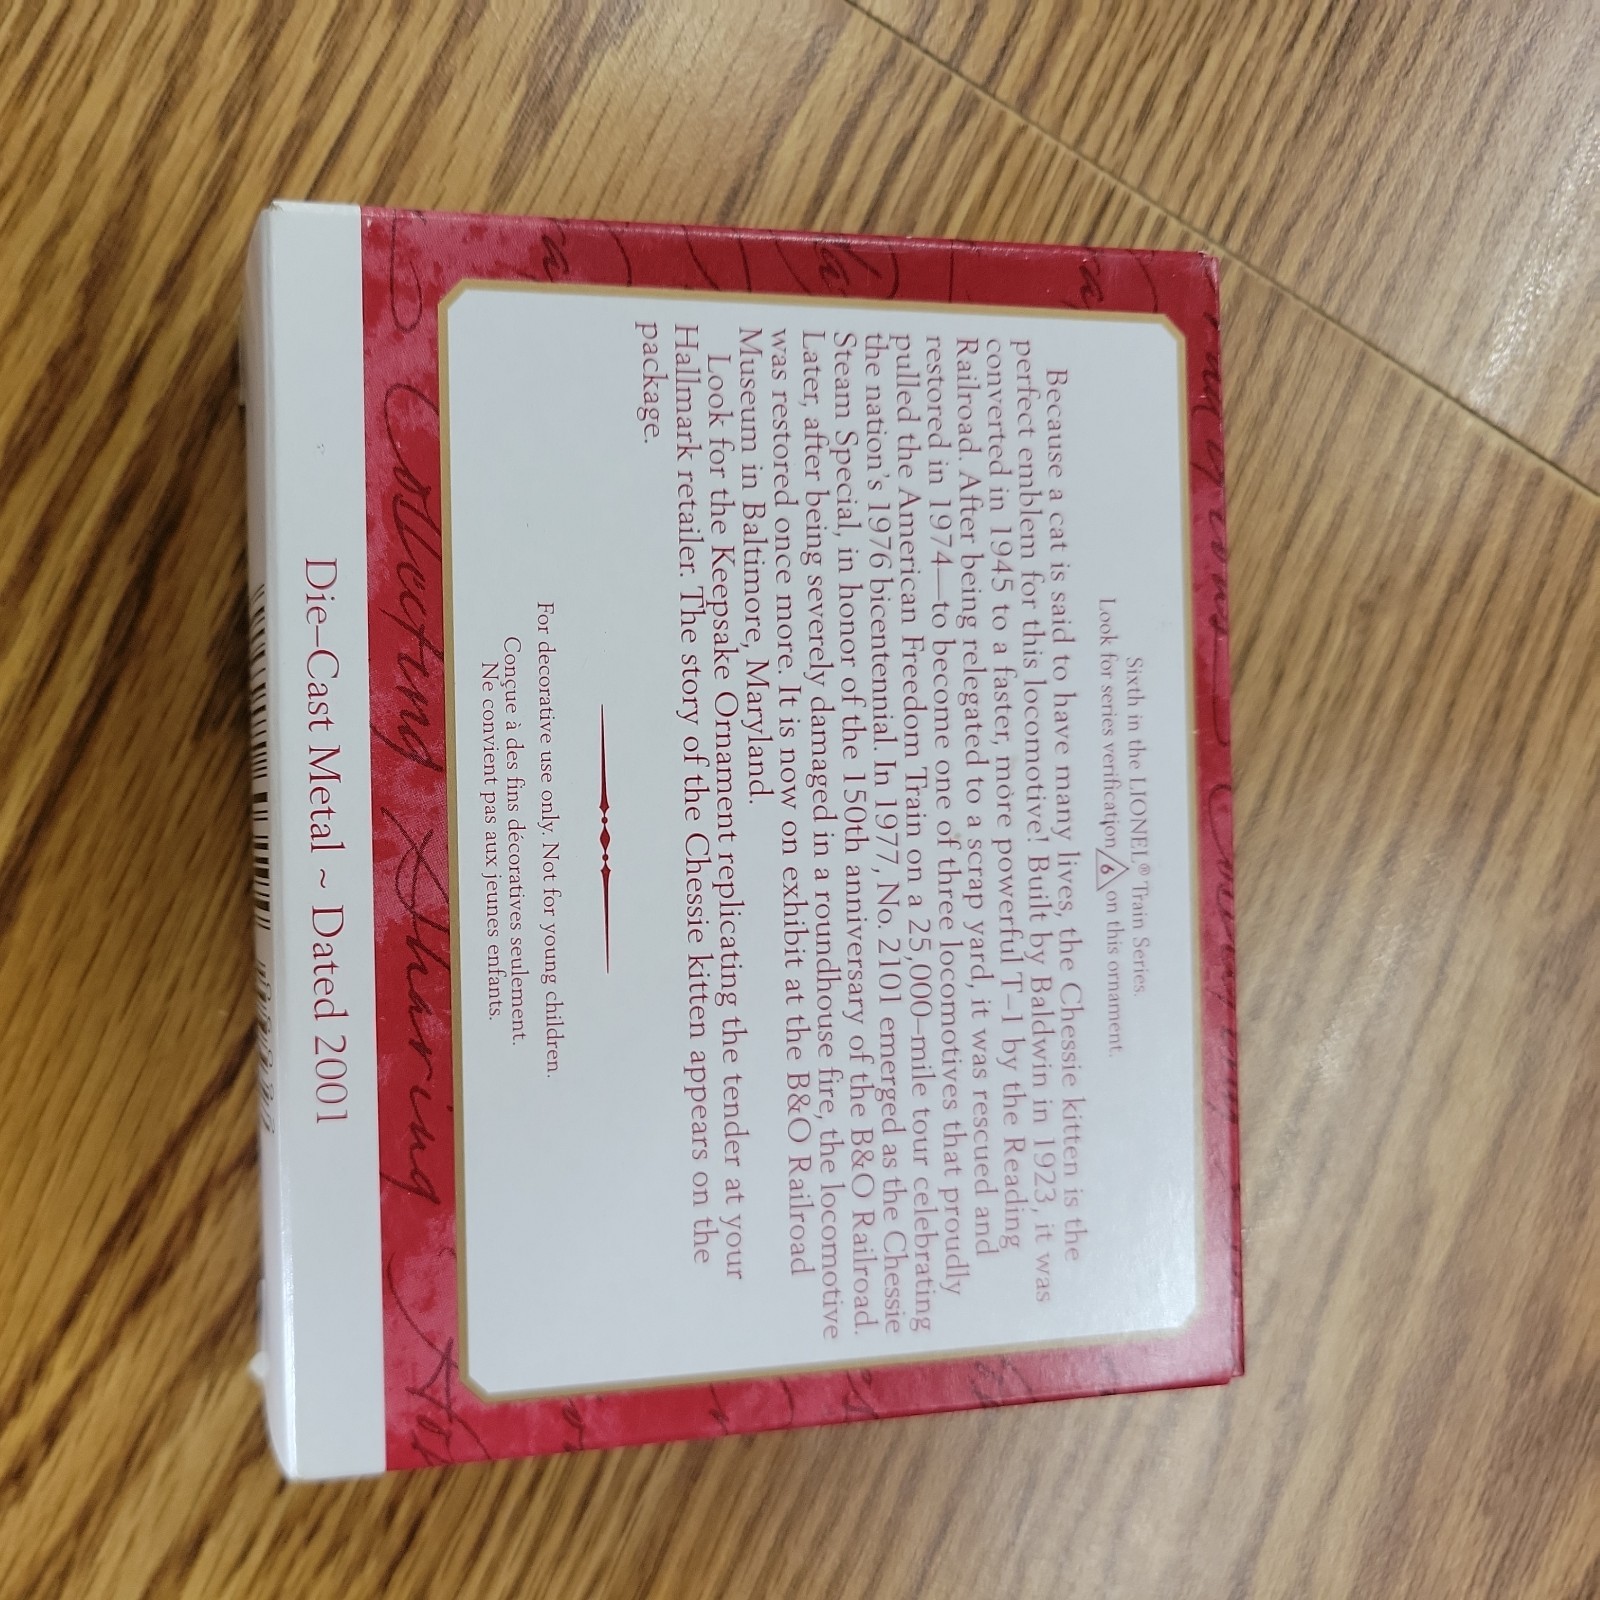 Sixth in the LIONEL® Train Series.
Look for series verification 6 on this ornament.
Because a cat is said to have many lives, the Chessie kitten is the
perfect emblem for this locomotive! Built by Baldwin in 1923, it was
converted in 1945 to a faster, more powerful T–1 by the Reading
Railroad. After being relegated to a scrap yard, it was rescued and
restored in 1974—to become one of three locomotives that proudly
pulled the American Freedom Train on a 25,000–mile tour celebrating
the nation's 1976 bicentennial. In 1977, No. 2101 emerged as the Chessie
Steam Special, in honor of the 150th anniversary of the B&O Railroad.
Later, after being severely damaged in a roundhouse fire, the locomotive
was restored once more. It is now on exhibit at the B&O Railroad
Museum in Baltimore, Maryland.
Look for the Keepsake Ornament replicating the tender at your
Hallmark retailer. The story of the Chessie kitten appears on the
package.
For decorative use only. Not for young children.
Conçue à des fins décoratives seulement.
Ne convient pas aux jeunes enfants.
Collecting Sharing
Die–Cast Metal ~ Dated 2001